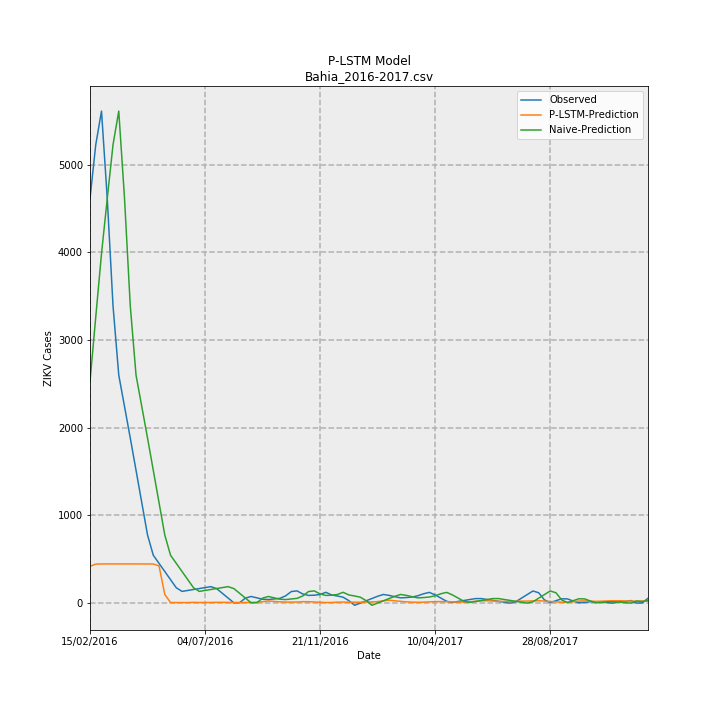 P-LSTM Model
Bahia_2016-2017.csv
Observed
P-LSTM-Prediction
Naive-Prediction
ZIKV Cases
5000
4000
3000
2000
1000
0
15/02/2016 04/07/2016 21/11/2016 10/04/2017 28/08/2017
Date